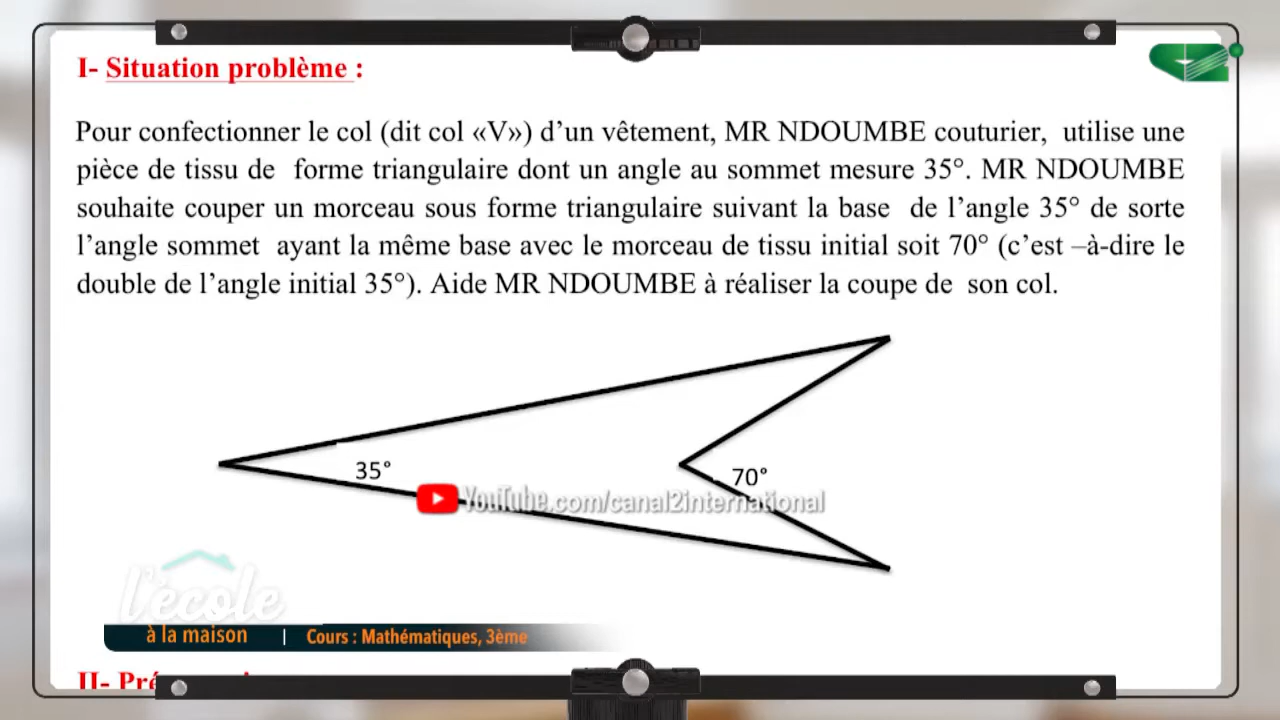 I- Situation problème :
Pour confectionner le col (dit col «V») d’un vêtement, MR NDOUMBE couturier, utilise une
pièce de tissu de forme triangulaire dont un angle au sommet mesure 35°. MR NDOUMBE
souhaite couper un morceau sous forme triangulaire suivant la base de l’angle 35° de sorte
l’angle sommet ayant la même base avec le morceau de tissu initial soit 70° (c’est –à-dire le
double de l’angle initial 35°). Aide MR NDOUMBE à réaliser la coupe de son col.
35°
70°
YouTube.com/canal2international
l'école
à la maison | Cours : Mathématiques, 3ème
II- Pré